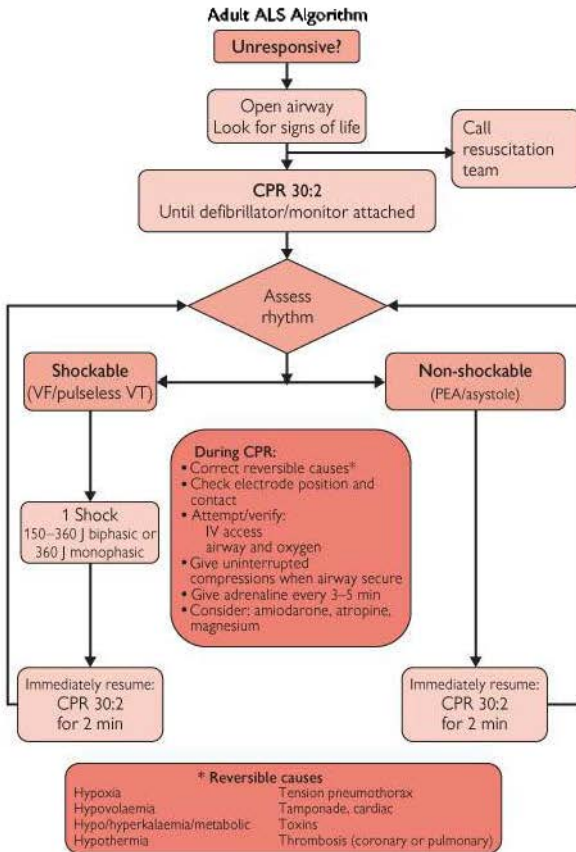 Adult ALS Algorithm
Unresponsive?
Open airway
Look for signs of life
Call
resuscitation
team
CPR 30:2
Until defibrillator/monitor attached
Assess
rhythm
Shockable
(VF/pulseless VT)
Non-shockable
(PEA/asystole)
During CPR:
• Correct reversible causes*
• Check electrode position and
contact
• Attempt/verify:
IV access
airway and oxygen
• Give uninterrupted
compressions when airway secure
• Give adrenaline every 3–5 min
• Consider: amiodarone, atropine,
magnesium
1 Shock
150–360 J biphasic or
360 J monophasic
Immediately resume:
CPR 30:2
for 2 min
Immediately resume:
CPR 30:2
for 2 min
* Reversible causes
Hypoxia Tension pneumothorax
Hypovolaemia Tamponade, cardiac
Hypo/hyperkalaemia/metabolic Toxins
Hypothermia Thrombosis (coronary or pulmonary)